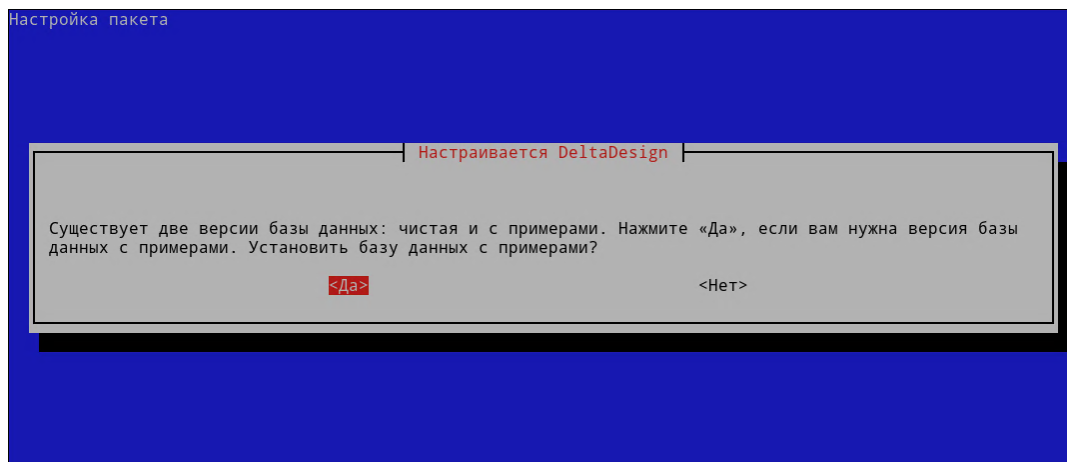 Настройка пакета
Настраивается DeltaDesign
Существует две версии базы данных: чистая и с примерами. Нажмите «Да», если вам нужна версия базы
данных с примерами. Установить базу данных с примерами?
<Да> <Нет>